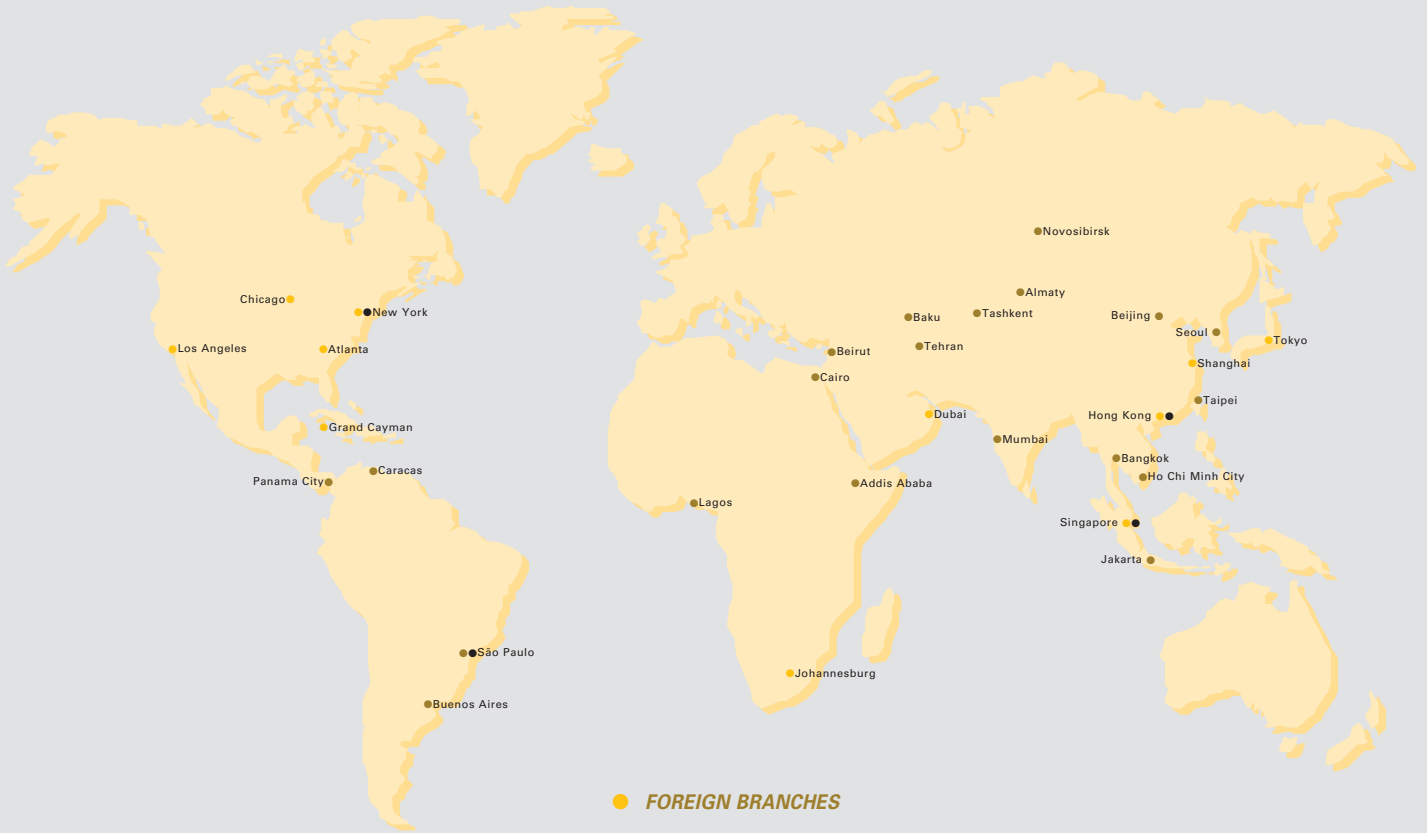 Novosibirsk
Almaty
Chicago
New York
Tashkent
Baku
Beijing
Seoul
Tokyo
Los Angeles
Atlanta
Tehran
Beirut
Shanghai
Cairo
Taipei
Dubai
Hong Kong
Grand Cayman
Mumbai
Bangkok
Caracas
Ho Chi Minh City
Panama City
Addis Ababa
Lagos
Singapore
Jakarta
São Paulo
Johannesburg
Buenos Aires
FOREIGN BRANCHES